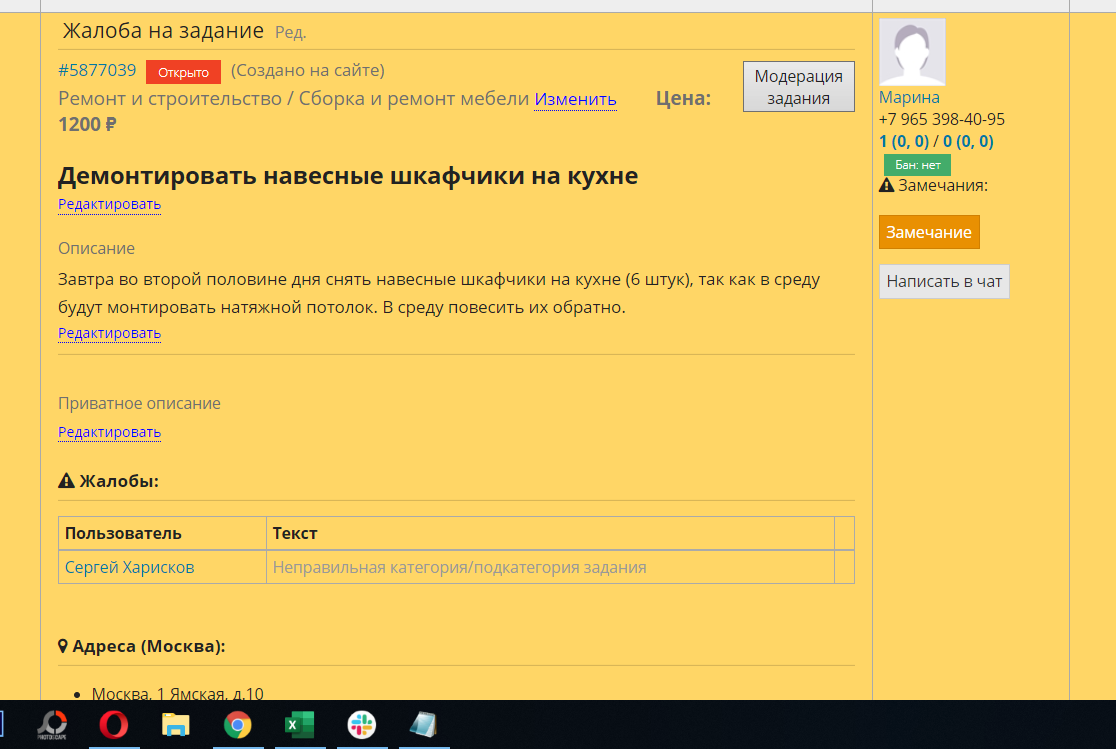 Жалоба на задание Ред.
#5877039 Открыто (Создано на сайте)
Ремонт и строительство / Сборка и ремонт мебели Изменить Цена:
1200 ₽
Модерация
задания
Демонтировать навесные шкафчики на кухне
Редактировать
Описание
Завтра во второй половине дня снять навесные шкафчики на кухне (6 штук), так как в среду
будут монтировать натяжной потолок. В среду повесить их обратно.
Редактировать
Приватное описание
Редактировать
Жалобы:
Пользователь Текст
Сергей Харисков Неправильная категория/подкатегория задания
Адреса (Москва):
• Москва, 1 Ямская, д.10
Марина
+7 965 398-40-95
1 (0, 0) / 0 (0, 0)
Бан: нет
Замечания:
Замечание
Написать в чат
PHOTOSCAPE